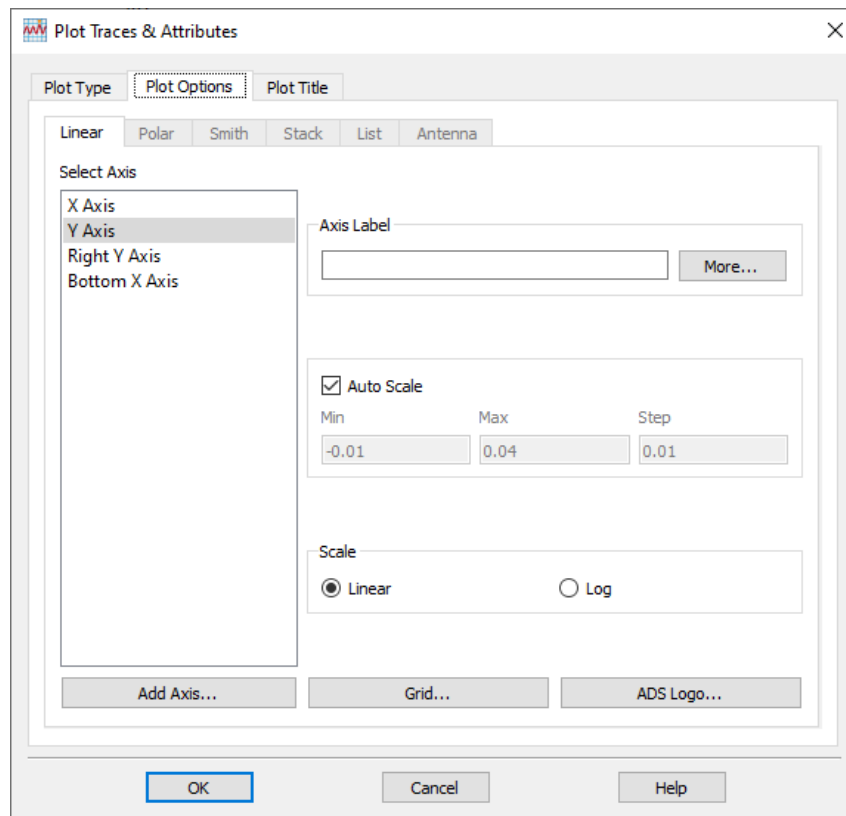 Plot Traces & Attributes
Plot Type Plot Options Plot Title
Linear Polar Smith Stack List Antenna
Select Axis
X Axis
Y Axis
Right Y Axis
Bottom X Axis
Axis Label
More...
Auto Scale
Min Max Step
-0.01 0.04 0.01
Scale
Linear Log
Add Axis... Grid... ADS Logo...
OK Cancel Help